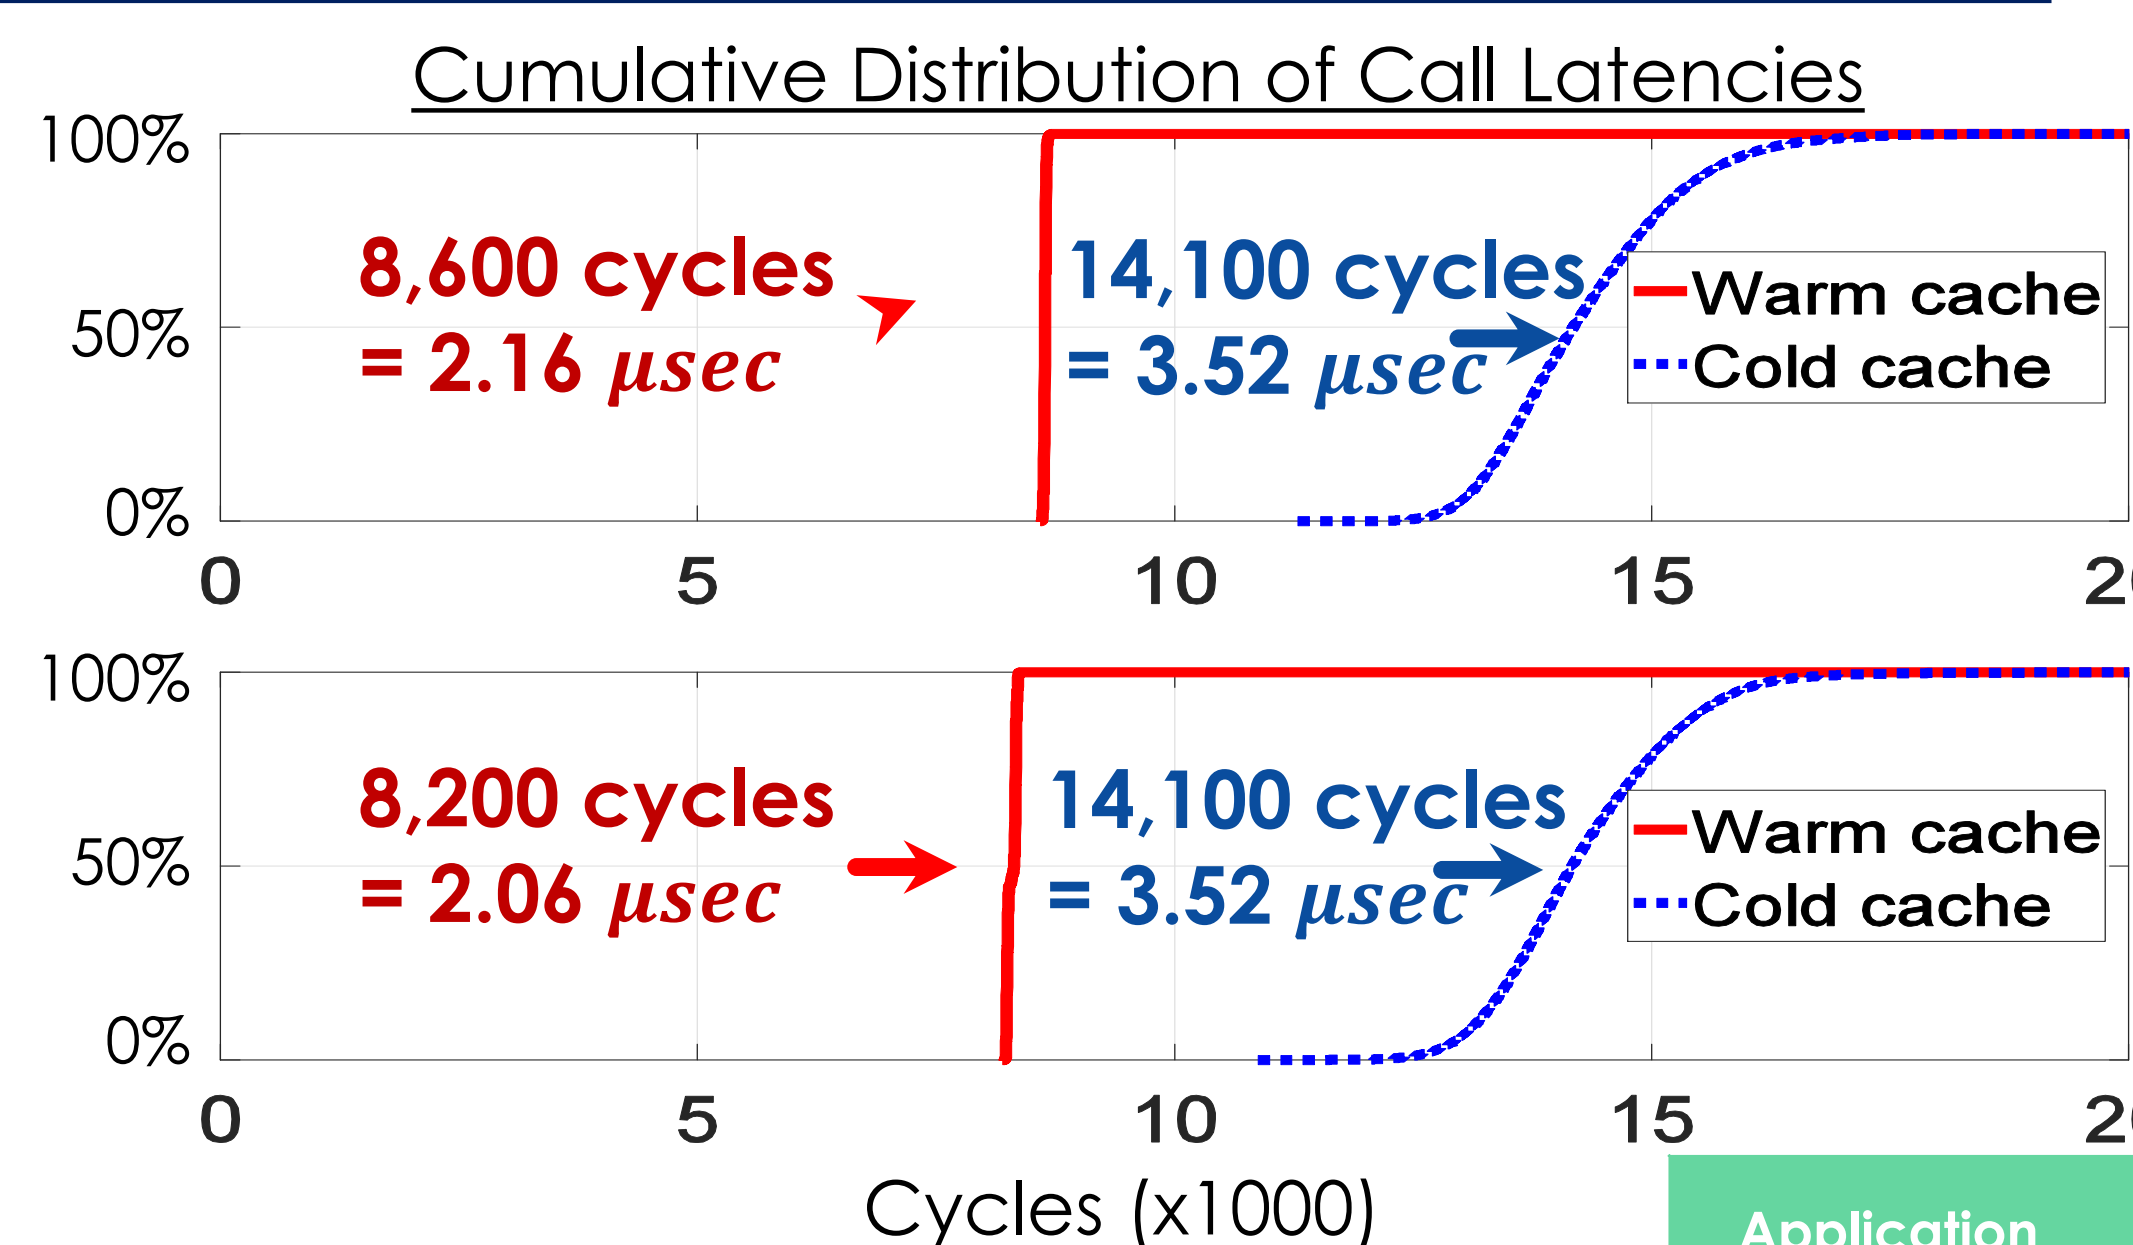 Cumulative Distribution of Call Latencies
100%
50%
0%
8,600 cycles
= 2.16 μsec
14,100 cycles
= 3.52 μsec
Warm cache
Cold cache
0 5 10 15
100%
50%
0%
8,200 cycles
= 2.06 μsec
14,100 cycles
= 3.52 μsec
Warm cache
Cold cache
0 5 10 15
Cycles (x1000)
Application